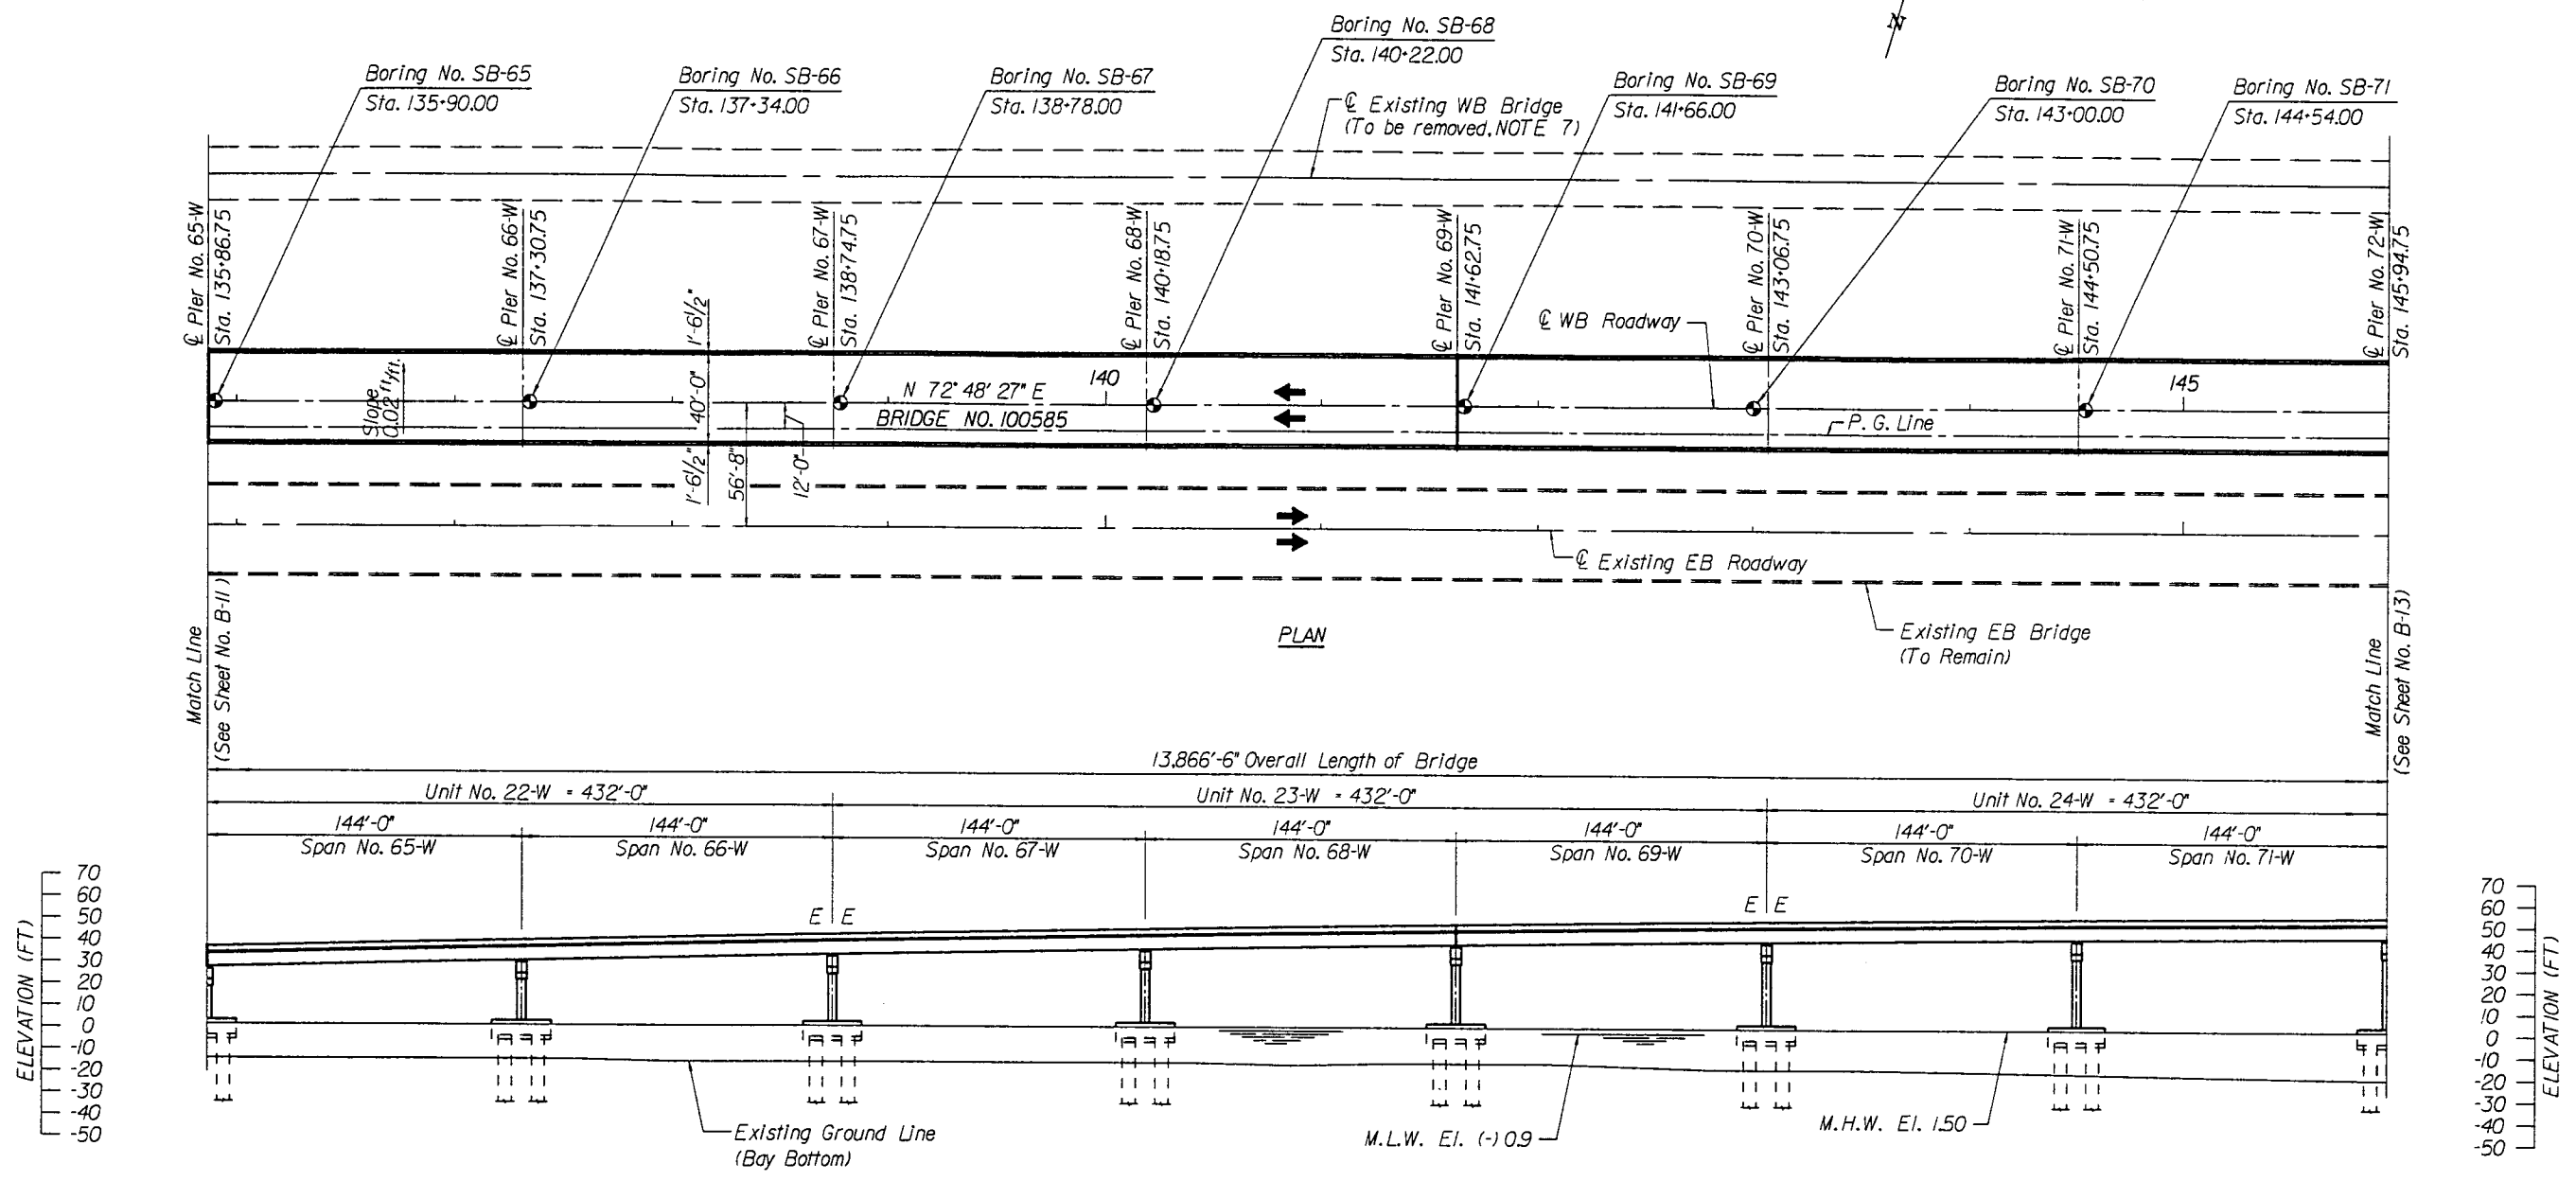 N
Boring No. SB-65
Sta. 135+90.00
Boring No. SB-66
Sta. 137+34.00
Boring No. SB-67
Sta. 138+78.00
Boring No. SB-68
Sta. 140+22.00
℄ Existing WB Bridge
(To be removed, NOTE 7)
Boring No. SB-69
Sta. 141+66.00
Boring No. SB-70
Sta. 143+00.00
Boring No. SB-71
Sta. 144+54.00
℄ Pier No. 65-W
Sta. 135+86.75
℄ Pier No. 66-W
Sta. 137+30.75
℄ Pier No. 67-W
Sta. 138+74.75
℄ Pier No. 68-W
Sta. 140+18.75
℄ Pier No. 69-W
Sta. 141+62.75
℄ Pier No. 70-W
Sta. 143+06.75
℄ Pier No. 71-W
Sta. 144+50.75
℄ Pier No. 72-W
Sta. 145+94.75
1'-61/2"
40'-0"
1'-61/2"
56'-8"
12'-0"
Slope
0.02 ft/ft.
N 72° 48' 27" E
140
BRIDGE NO. 100585
℄ WB Roadway
145
P. G. Line
℄ Existing EB Roadway
Existing EB Bridge
(To Remain)
PLAN
Match Line
(See Sheet No. B-11)
Match Line
(See Sheet No. B-13)
13,866'-6" Overall Length of Bridge
Unit No. 22-W = 432'-0"
Unit No. 23-W = 432'-0"
Unit No. 24-W = 432'-0"
144'-0"
Span No. 65-W
144'-0"
Span No. 66-W
144'-0"
Span No. 67-W
144'-0"
Span No. 68-W
144'-0"
Span No. 69-W
144'-0"
Span No. 70-W
144'-0"
Span No. 71-W
E E
E E
ELEVATION (FT)
70
60
50
40
30
20
10
0
-10
-20
-30
-40
-50
Existing Ground Line
(Bay Bottom)
M.L.W. El. (-) 0.9
M.H.W. El. 1.50
70
60
50
40
30
20
10
0
-10
-20
-30
-40
-50
ELEVATION (FT)